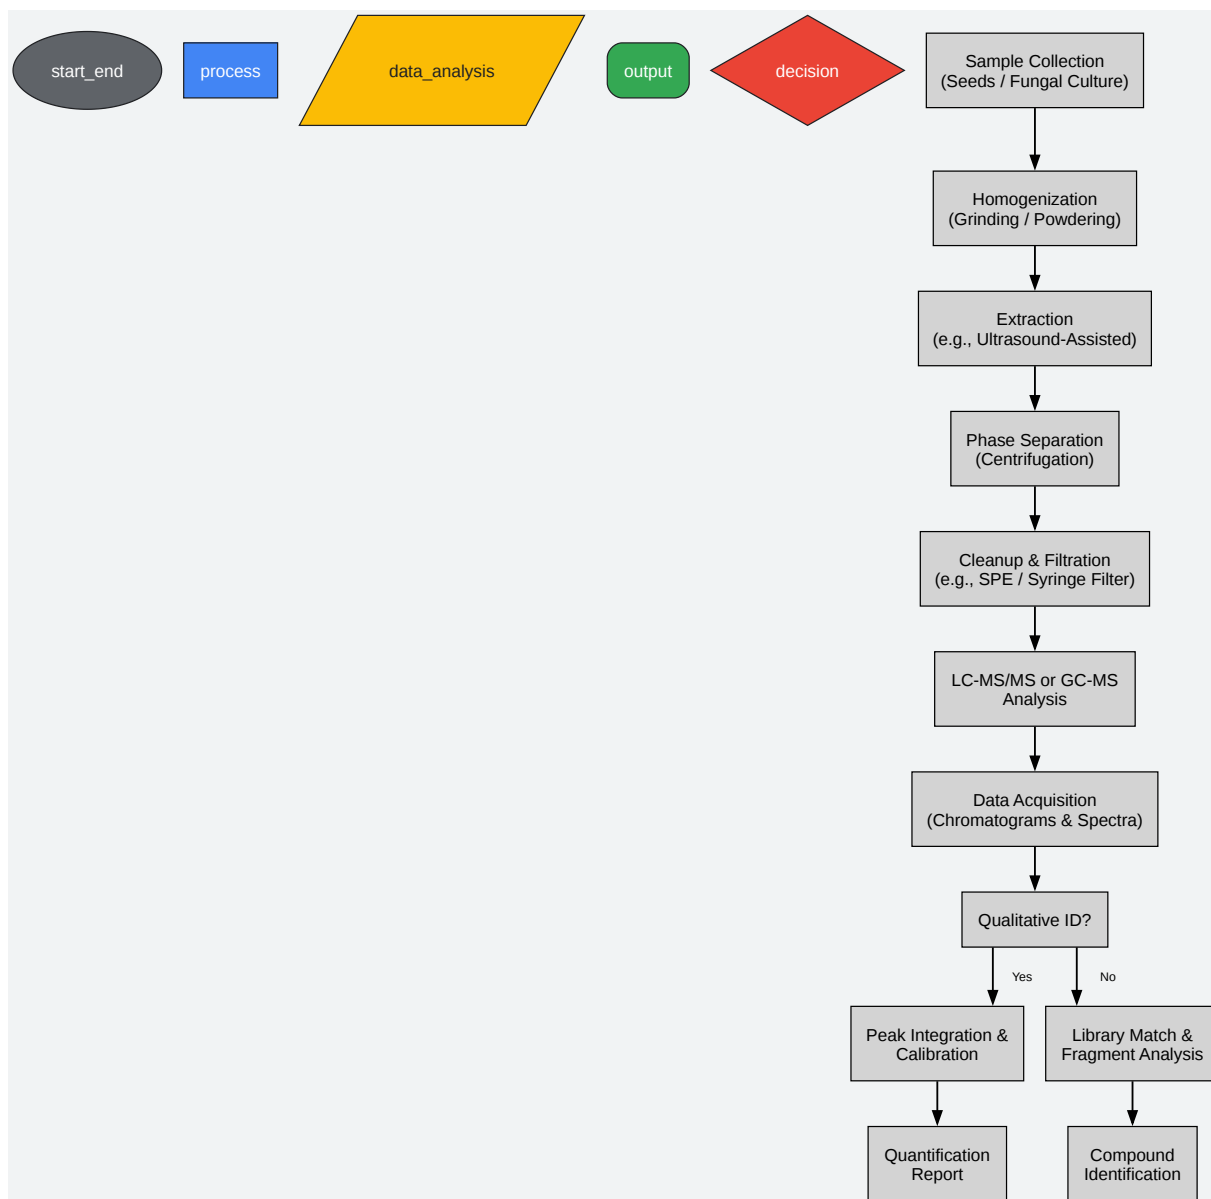 start_end
process
data_analysis
output
decision
Sample Collection
(Seeds / Fungal Culture)
Homogenization
(Grinding / Powdering)
Extraction
(e.g., Ultrasound-Assisted)
Phase Separation
(Centrifugation)
Cleanup & Filtration
(e.g., SPE / Syringe Filter)
LC-MS/MS or GC-MS
Analysis
Data Acquisition
(Chromatograms & Spectra)
Qualitative ID?
Yes
No
Peak Integration &
Calibration
Library Match &
Fragment Analysis
Quantification
Report
Compound
Identification